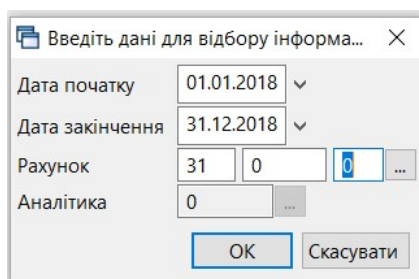 Введіть дані для відбору інформа...
Дата початку 01.01.2018
Дата закінчення 31.12.2018
Рахунок 31 0 0 ...
Аналітика 0 ...
ОК Скасувати